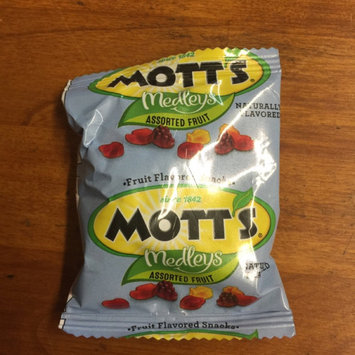 since 1842
MOTT'S
Medleys
ASSORTED FRUIT
NATURALLY
FLAVORED
•Fruit Flavored Snacks•
since 1842
MOTT'S®
Medleys
ASSORTED FRUIT
•Fruit Flavored Snacks•